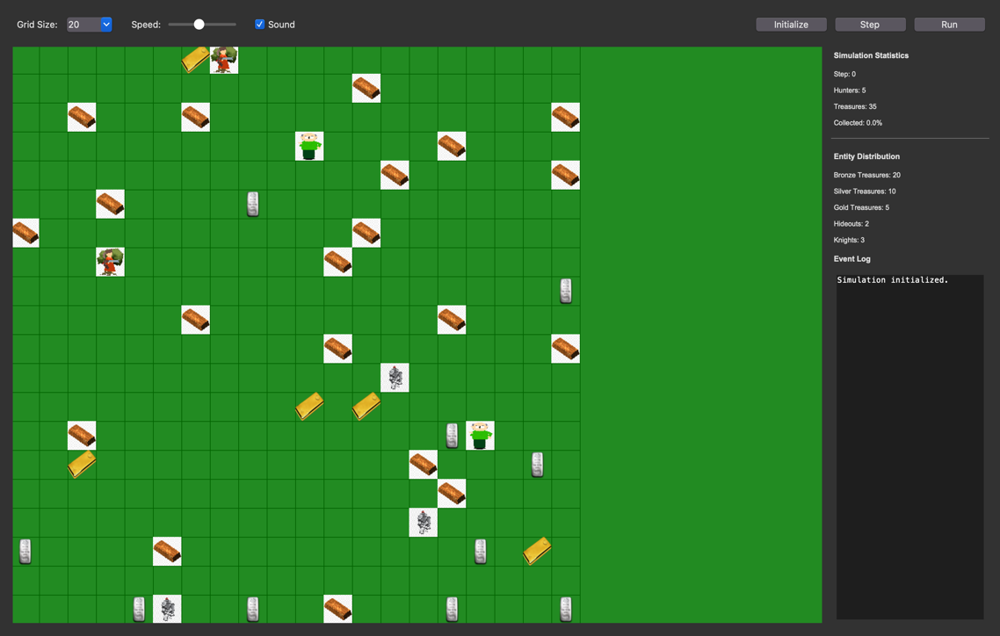 Grid Size: 20 Speed: Sound Initialize Step Run
Simulation Statistics
Step: 0
Hunters: 5
Treasures: 35
Collected: 0.0%
Entity Distribution
Bronze Treasures: 20
Silver Treasures: 10
Gold Treasures: 5
Hideouts: 2
Knights: 3
Event Log
Simulation initialized.